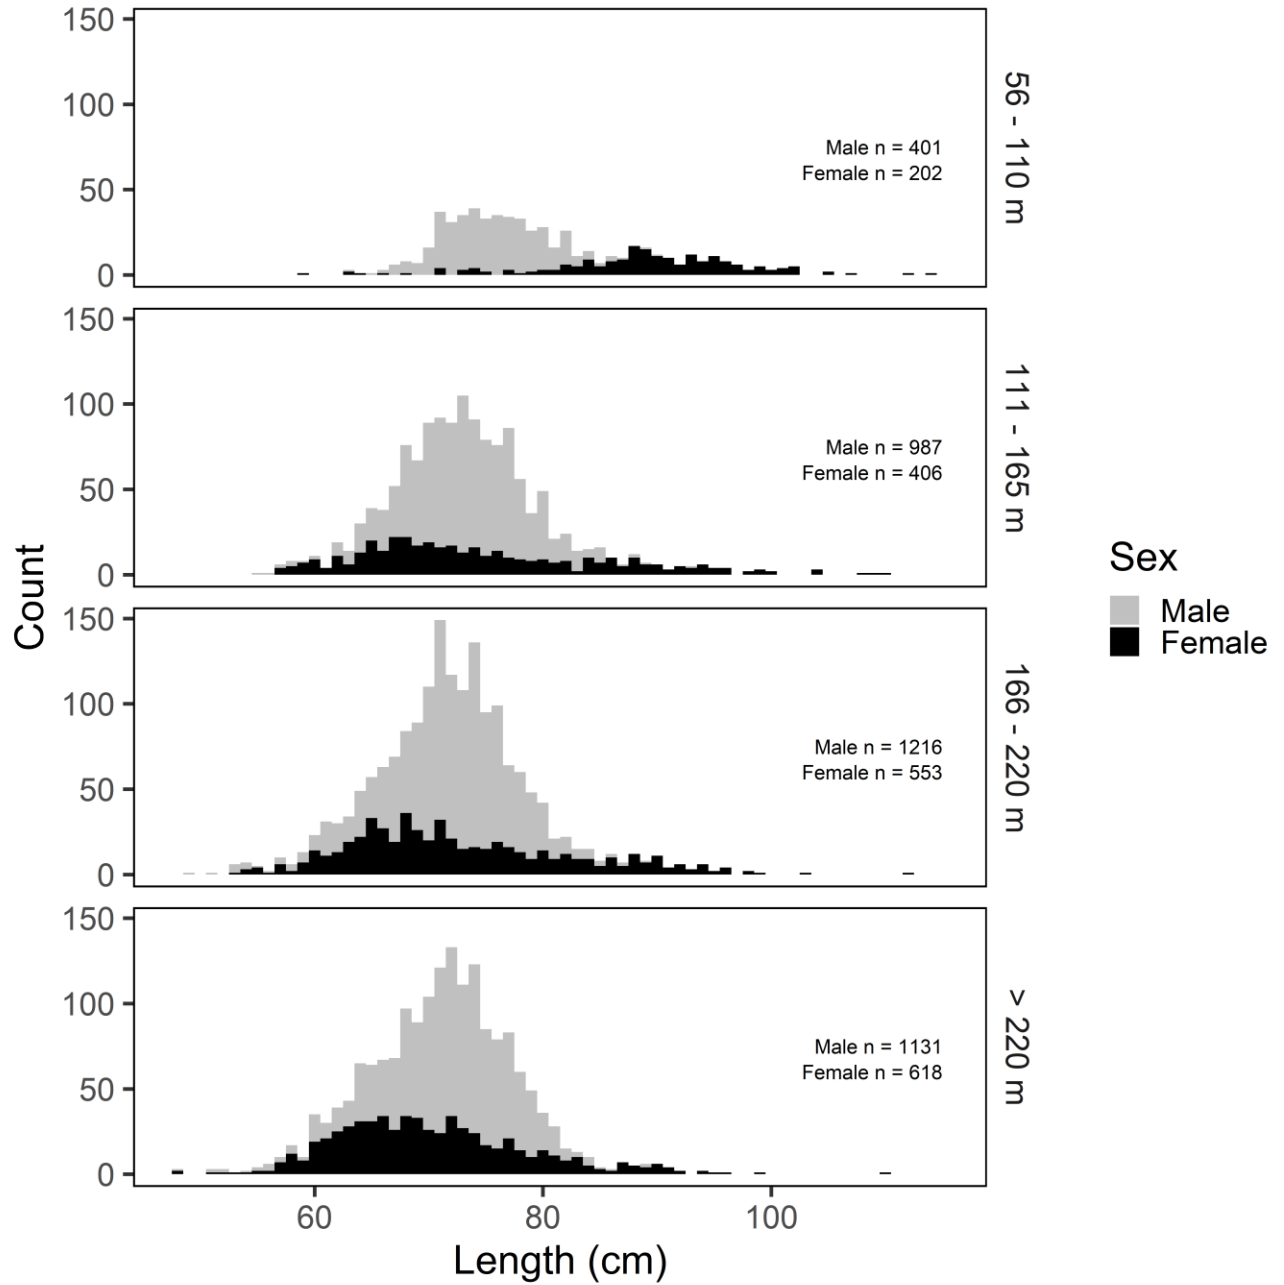 150
100
50
0
Male n = 401
Female n = 202
56 - 110 m
150
100
50
0
Male n = 987
Female n = 406
111 - 165 m
150
100
50
0
Male n = 1216
Female n = 553
166 - 220 m
150
100
50
0
Male n = 1131
Female n = 618
> 220 m
60 80 100
Length (cm)
Count
Sex
Male
Female